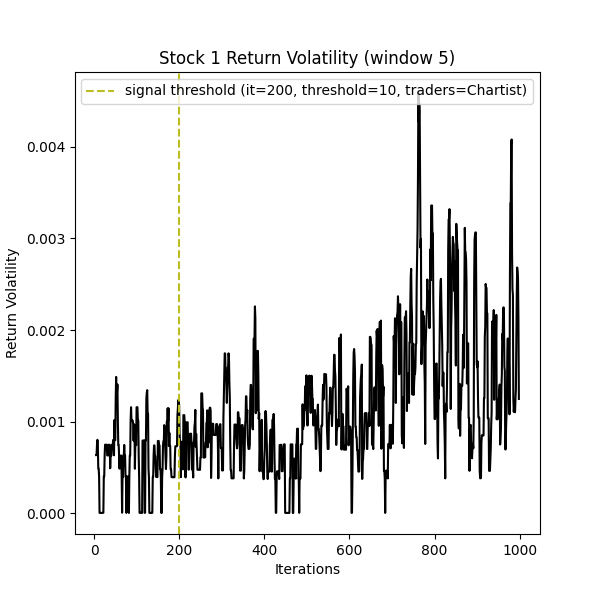 Stock 1 Return Volatility (window 5)
signal threshold (it=200, threshold=10, traders=Chartist)
0.004
0.003
0.002
0.001
0.000
Return Volatility
0
200
400
600
800
1000
Iterations